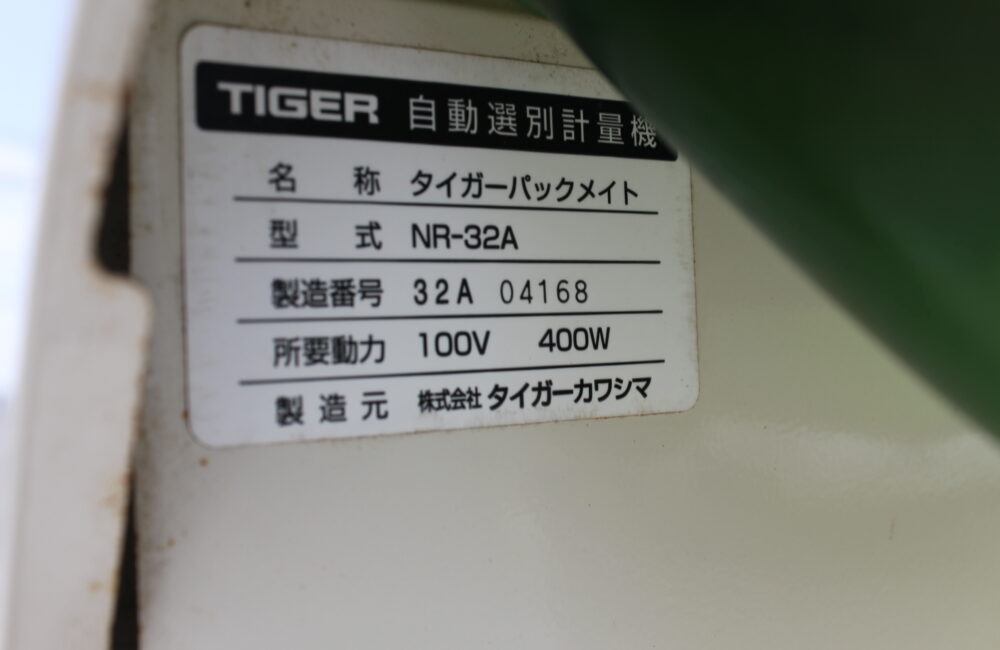 TIGER 自動選別計量機
名称 タイガーパックメイト
型式 NR-32A
製造番号 32A 04168
所要動力 100V 400W
製造元 株式会社 タイガーカワシマ